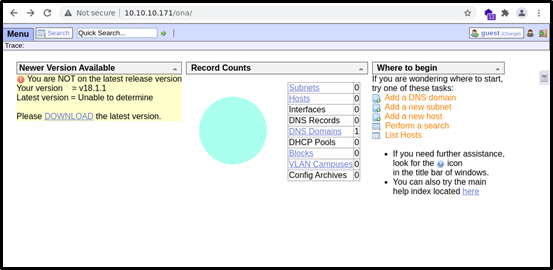 Not secure | 10.10.10.171/ona/
12
Menu Search Quick Search... guest [Change]
Trace:
Newer Version Available
You are NOT on the latest release version
Your version = v18.1.1
Latest version = Unable to determine
Please DOWNLOAD the latest version.
Record Counts
Subnets 0
Hosts 0
Interfaces 0
DNS Records 0
DNS Domains 1
DHCP Pools 0
Blocks 0
VLAN Campuses 0
Config Archives 0
Where to begin
If you are wondering where to start,
try one of these tasks:
Add a DNS domain
Add a new subnet
Add a new host
Perform a search
List Hosts
• If you need further assistance,
look for the icon
in the title bar of windows.
• You can also try the main
help index located here